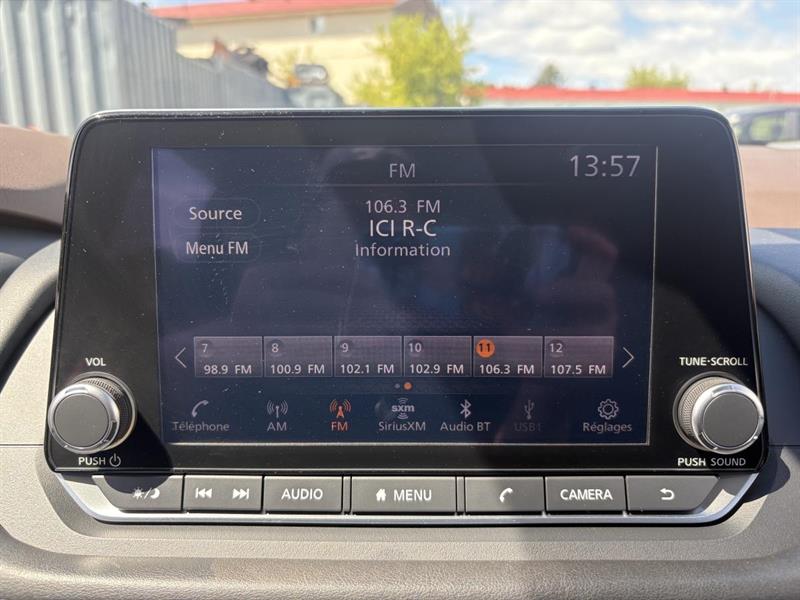 FM 13:57
Source
106.3 FM
ICI R-C
Menu FM
Information
7 8 9 10 11 12
98.9 FM 100.9 FM 102.1 FM 102.9 FM 106.3 FM 107.5 FM
VOL
TUNE·SCROLL
sxm
Téléphone AM FM SiriusXM Audio BT USB1 Réglages
PUSH
PUSH SOUND
AUDIO MENU CAMERA